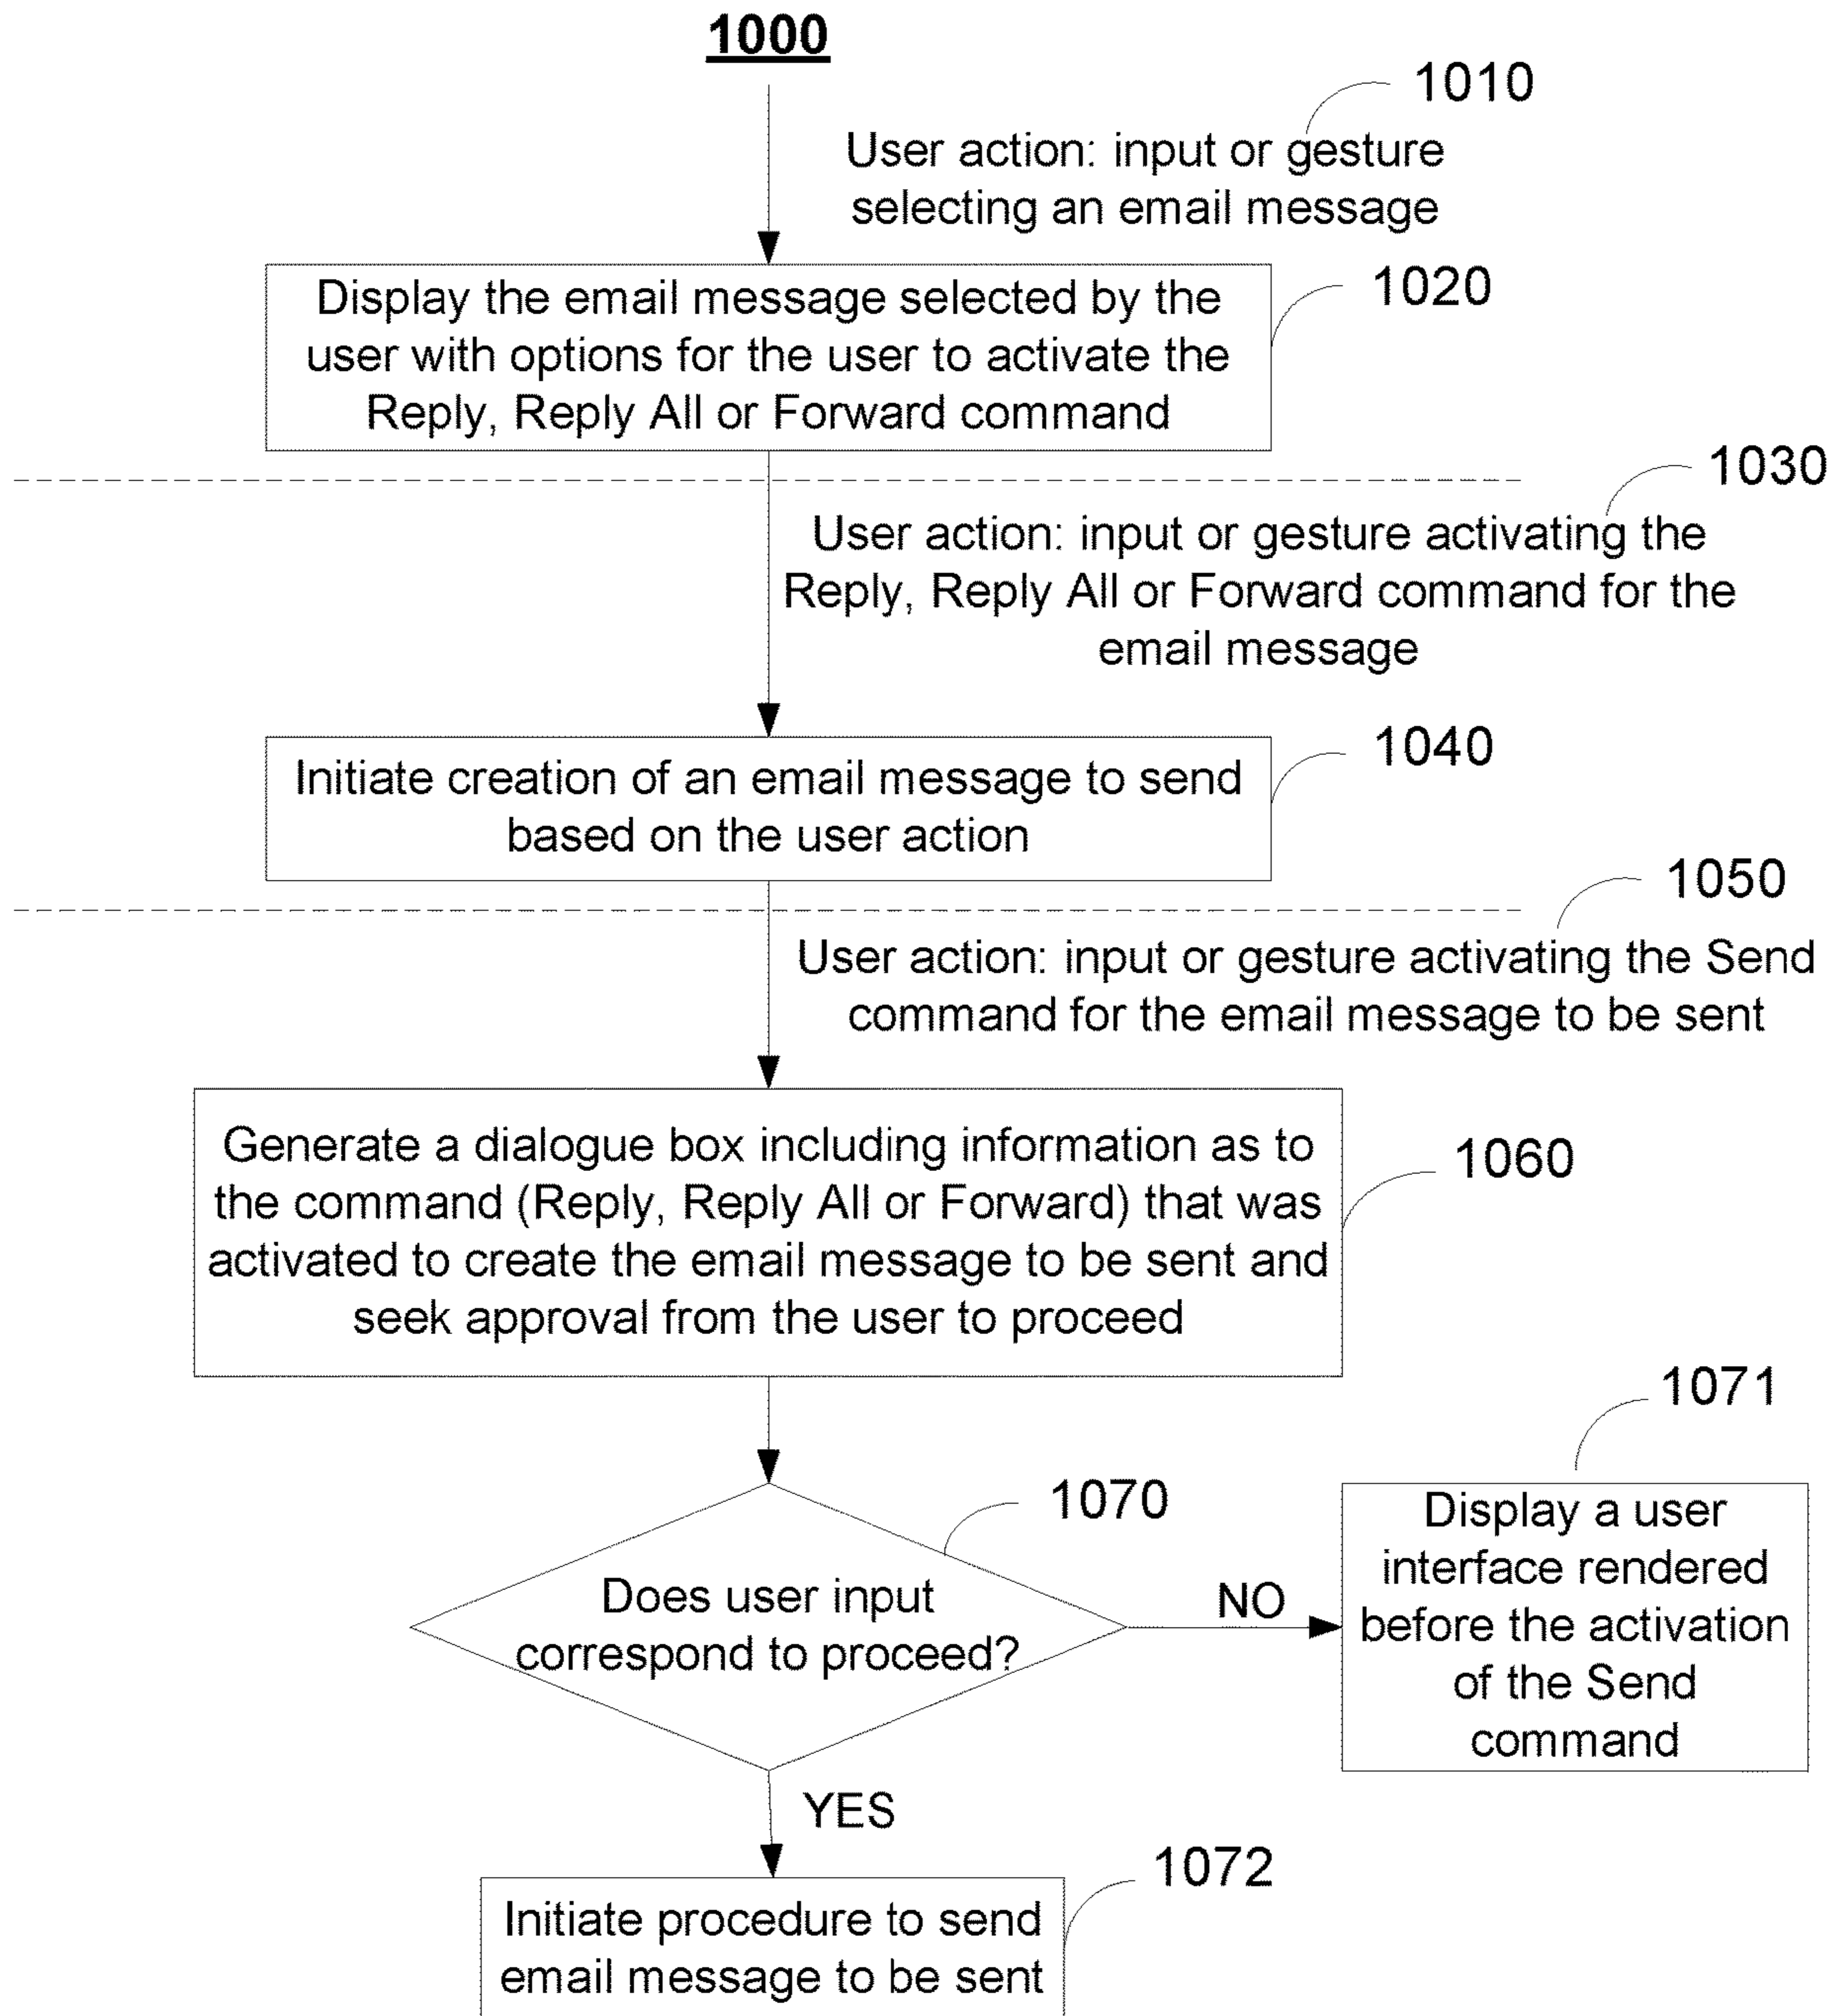 1000
1010
User action: input or gesture
selecting an email message
1020
Display the email message selected by the
user with options for the user to activate the
Reply, Reply All or Forward command
1030
User action: input or gesture activating the
Reply, Reply All or Forward command for the
email message
1040
Initiate creation of an email message to send
based on the user action
1050
User action: input or gesture activating the Send
command for the email message to be sent
1060
Generate a dialogue box including information as to
the command (Reply, Reply All or Forward) that was
activated to create the email message to be sent and
seek approval from the user to proceed
1070
Does user input
correspond to proceed?
NO
1071
Display a user
interface rendered
before the activation
of the Send
command
YES
1072
Initiate procedure to send
email message to be sent